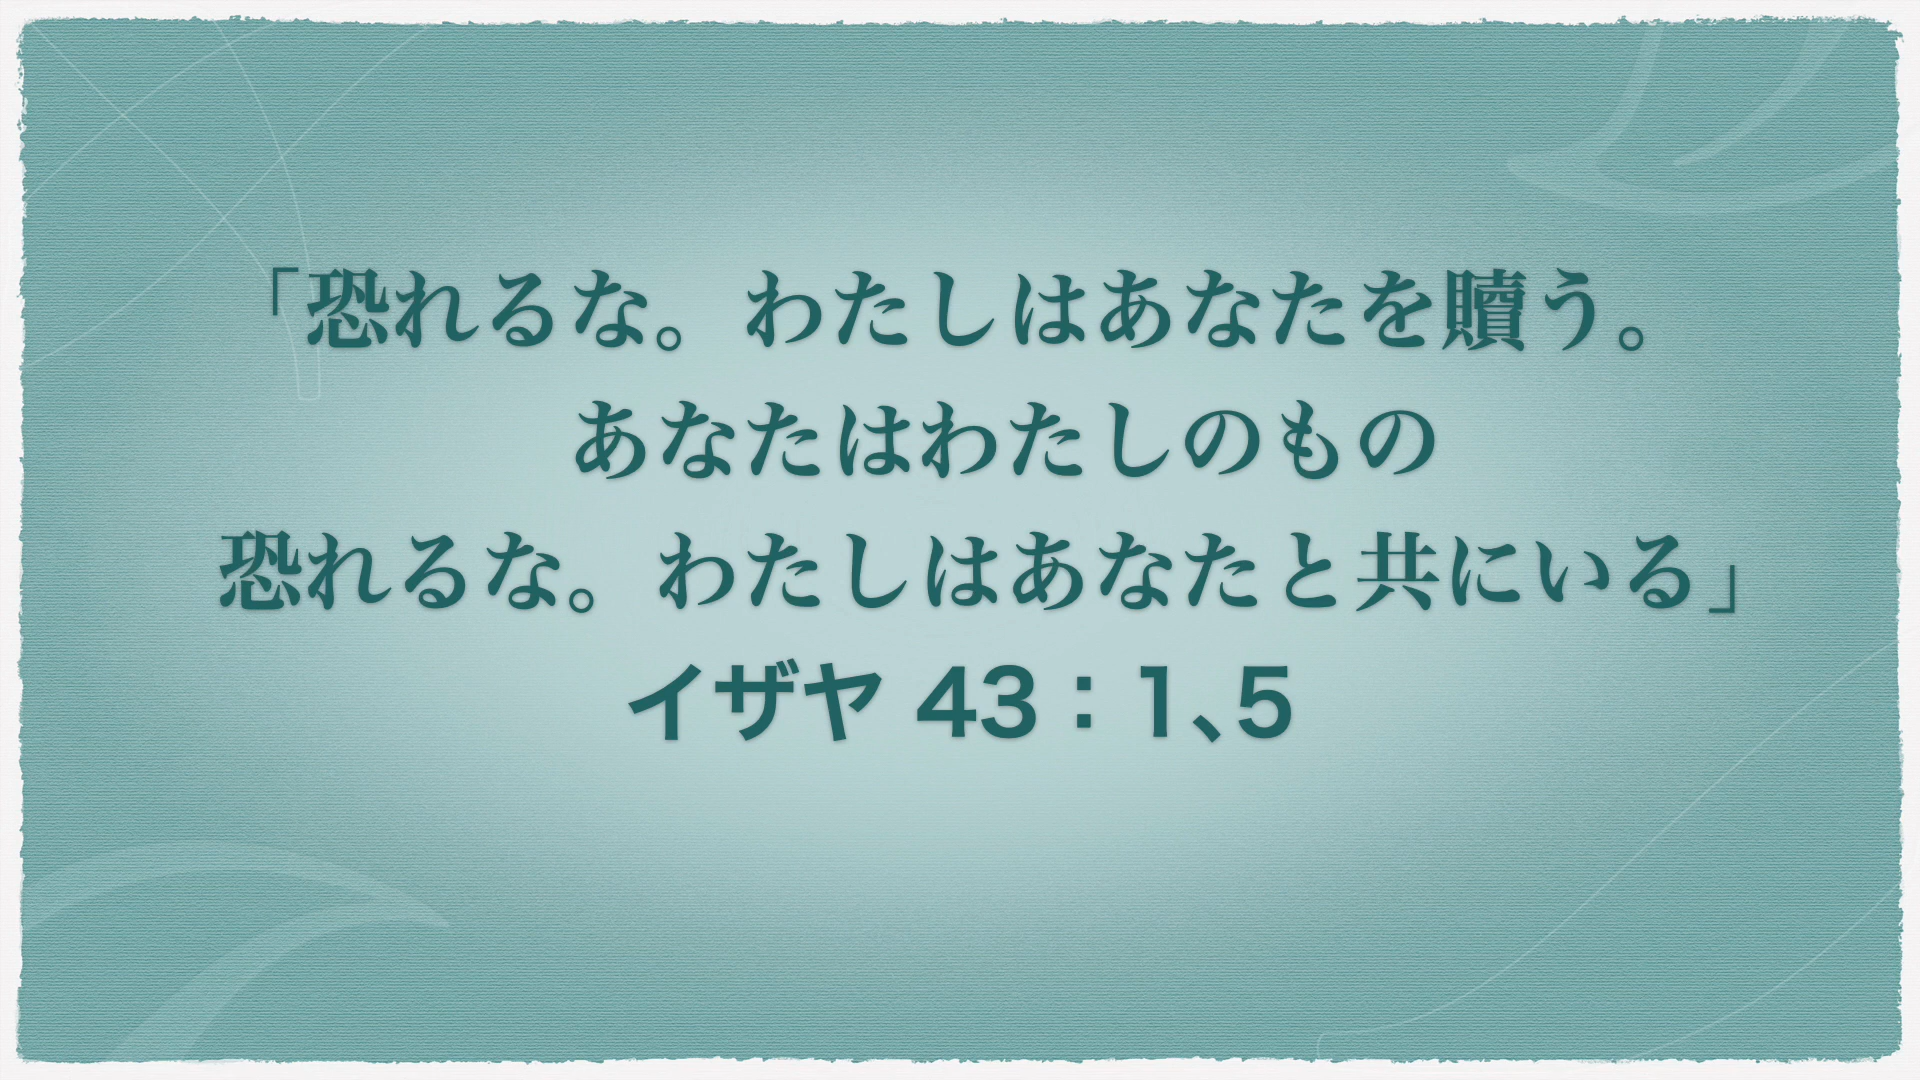 「恐れるな。わたしはあなたを贖う。
あなたはわたしのもの
恐れるな。わたしはあなたと共にいる」
イザヤ 43：1、5